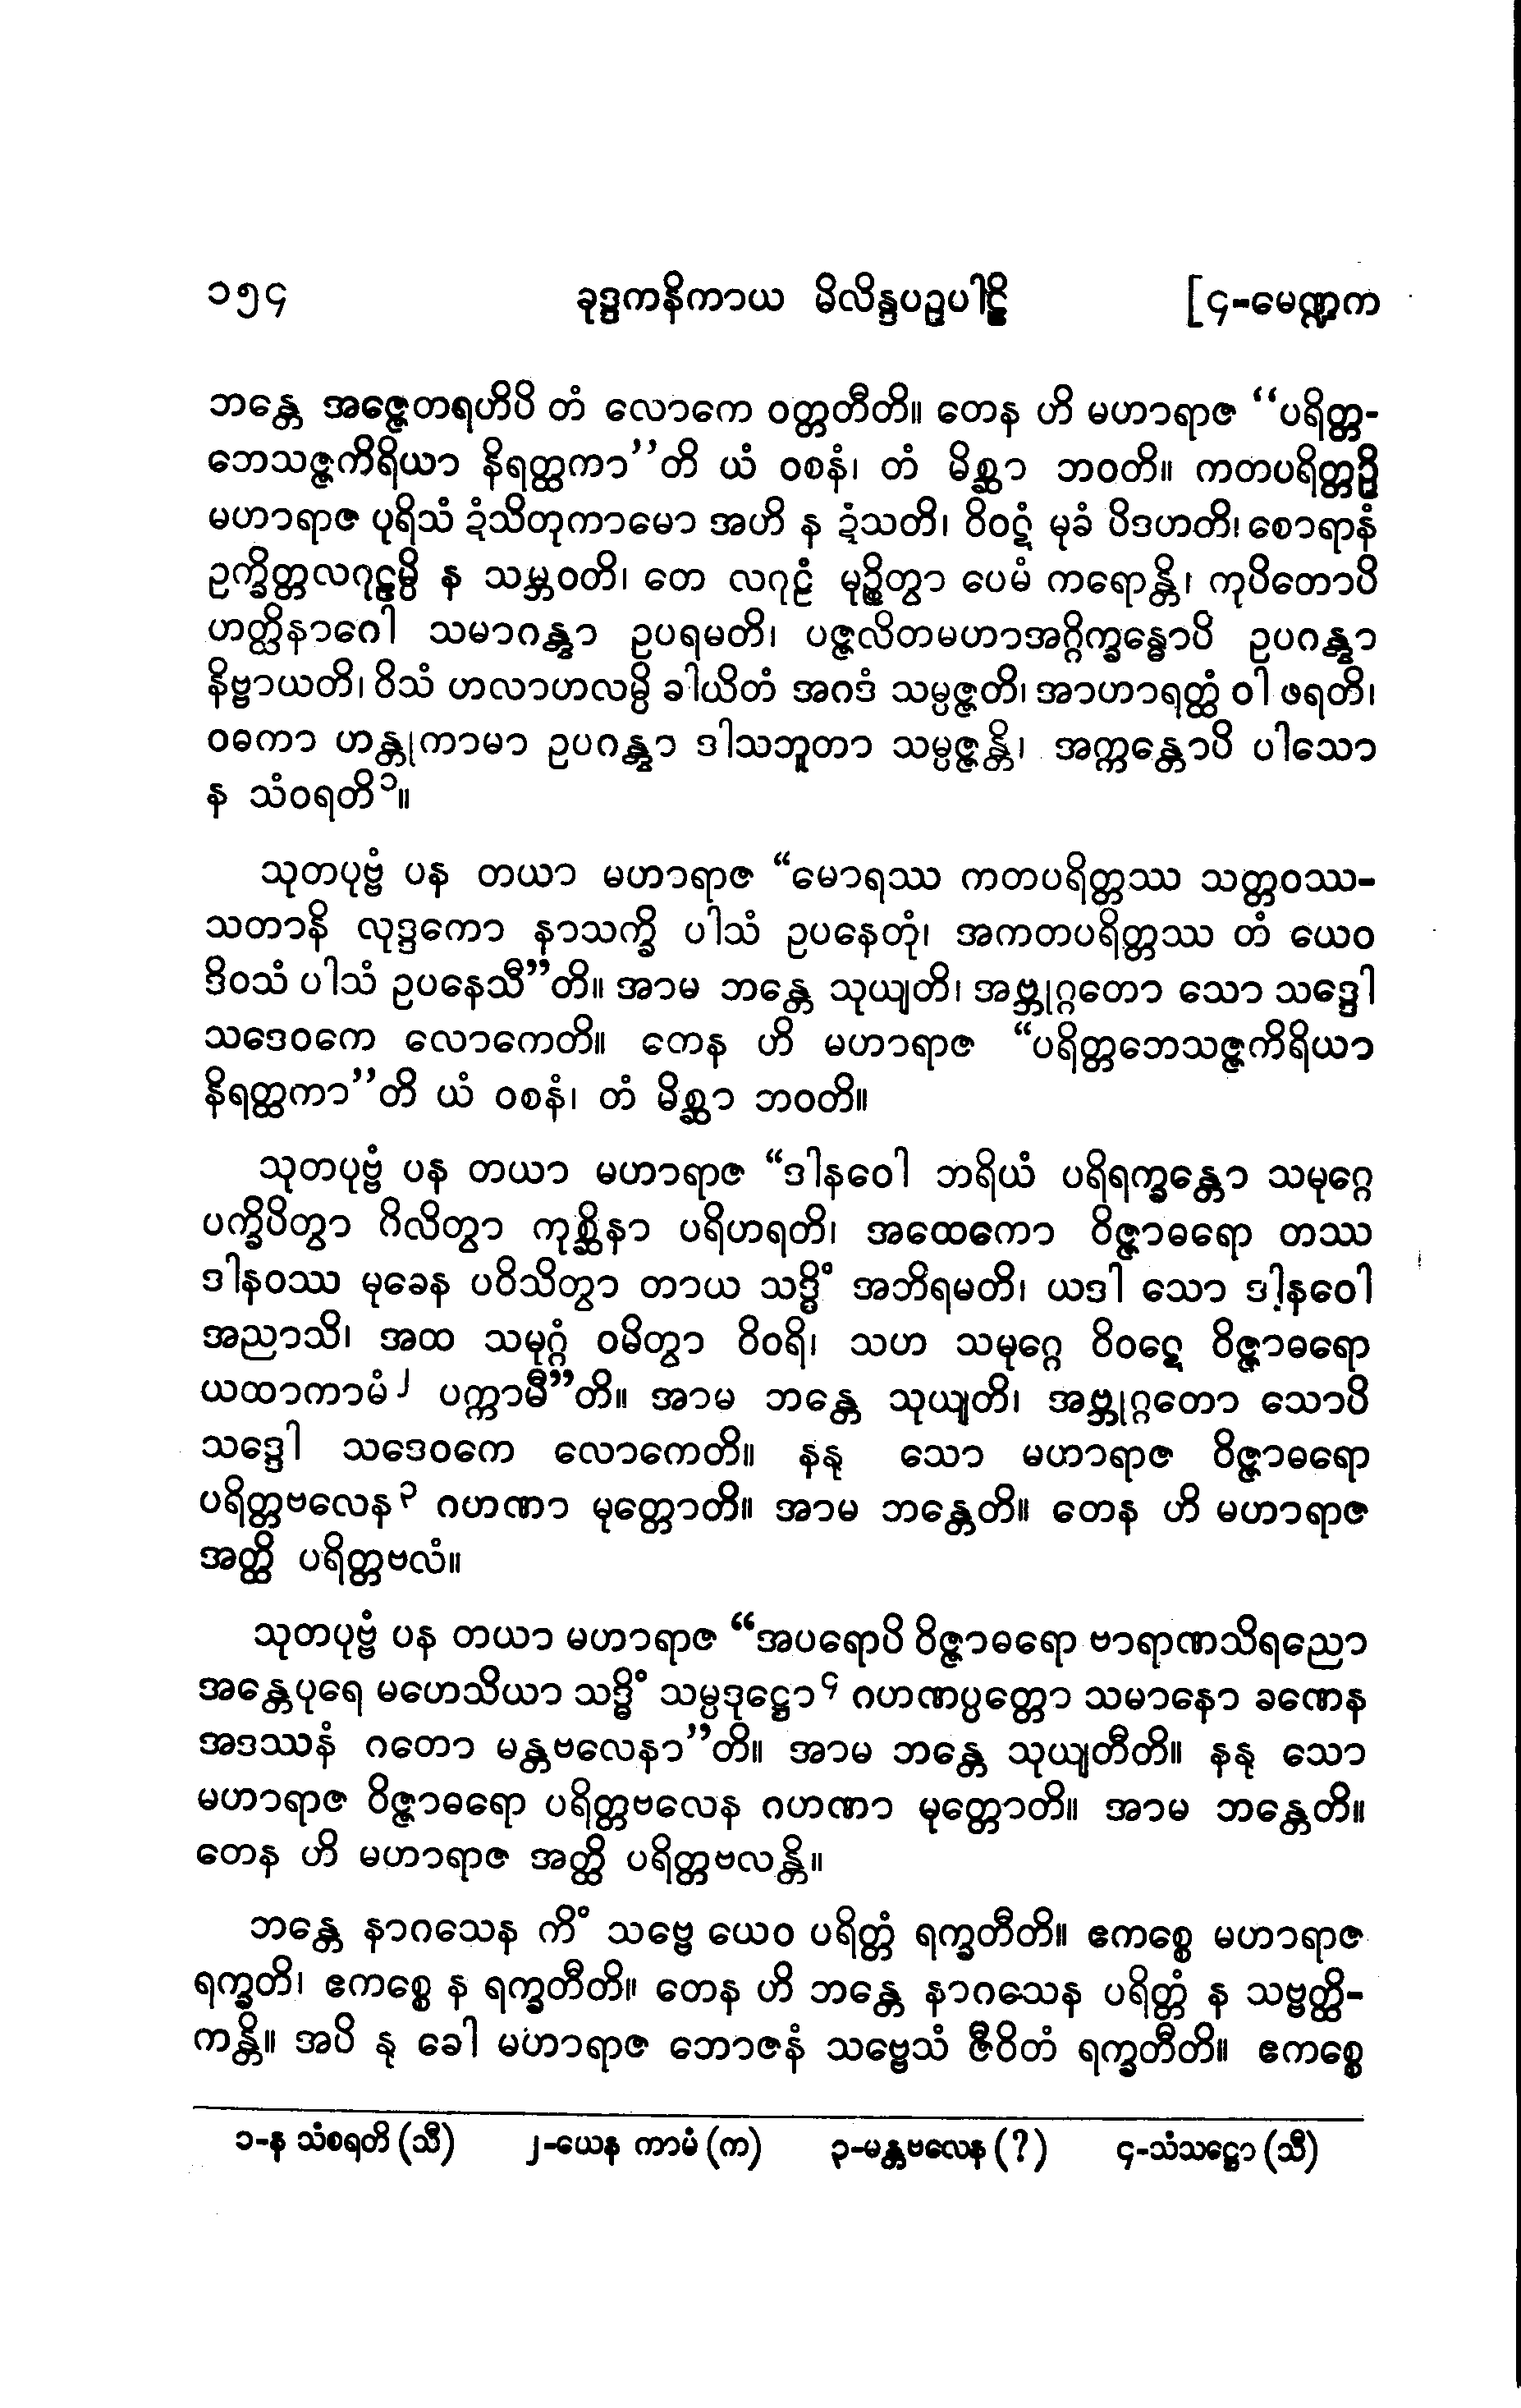 ၁၅၄ ခုဒ္ဒကနိကာယ မိလိန္ဒပဉှပါဠိ [၄-မေဏ္ဍက
ဘန္တေ အဇ္ဇေတရဟိပိ တံ လောကေ ဝတ္တတီတိ။ တေန ဟိ မဟာရာဇ “ပရိတ္တ-
ဘေသဇ္ဇကိရိယာ နိရတ္ထကာ”တိ ယံ ဝစနံ၊ တံ မိစ္ဆာ ဘဝတိ။ ကတပရိတ္တဉှိ
မဟာရာဇ ပုရိသံ ဍံသိတုကာမော အဟိ န ဍံသတိ၊ ဝိဝဋံ မုခံ ပိဒဟတိ၊ စောရာနံ
ဥက္ခိတ္တလဂုဠမ္ပိ န သမ္ဘဝတိ၊ တေ လဂုဠံ မုဉ္စိတွာ ပေမံ ကရောန္တိ၊ ကုပိတောပိ
ဟတ္ထိနာဂေါ သမာဂန္တွာ ဥပရမတိ၊ ပဇ္ဇလိတမဟာအဂ္ဂိက္ခန္ဓောပိ ဥပဂန္တွာ
နိဗ္ဗာယတိ၊ ဝိသံ ဟလာဟလမ္ပိ ခါယိတံ အဂဒံ သမ္ပဇ္ဇတိ၊ အာဟာရတ္ထံ ဝါ ဖရတိ၊
ဝဓကာ ဟန္တုကာမာ ဥပဂန္တွာ ဒါသဘူတာ သမ္ပဇ္ဇန္တိ၊ အက္ကန္တောပိ ပါသော
န သံဝရတိ၁။
သုတပုဗ္ဗံ ပန တယာ မဟာရာဇ “မောရဿ ကတပရိတ္တဿ သတ္တဝဿ-
သတာနိ လုဒ္ဒကော နာသက္ခိ ပါသံ ဥပနေတုံ၊ အကတပရိတ္တဿ တံ ယေဝ
ဒိဝသံ ပါသံ ဥပနေသီ”တိ။ အာမ ဘန္တေ သုယျတိ၊ အဗ္ဘုဂ္ဂတော သော သဒ္ဒေါ
သဒေဝကေ လောကေတိ။ တေန ဟိ မဟာရာဇ “ပရိတ္တဘေသဇ္ဇကိရိယာ
နိရတ္ထကာ”တိ ယံ ဝစနံ၊ တံ မိစ္ဆာ ဘဝတိ။
သုတပုဗ္ဗံ ပန တယာ မဟာရာဇ “ဒါနဝေါ ဘရိယံ ပရိရက္ခန္တော သမုဂ္ဂေ
ပက္ခိပိတွာ ဂိလိတွာ ကုစ္ဆိနာ ပရိဟရတိ၊ အထေကော ဝိဇ္ဇာဓရော တဿ
ဒါနဝဿ မုခေန ပဝိသိတွာ တာယ သဒ္ဓိံ အဘိရမတိ၊ ယဒါ သော ဒါနဝေါ
အညာသိ၊ အထ သမုဂ္ဂံ ဝမိတွာ ဝိဝရိ၊ သဟ သမုဂ္ဂေ ဝိဝဋေ ဝိဇ္ဇာဓရော
ယထာကာမံ၂ ပက္ကာမီ”တိ။ အာမ ဘန္တေ သုယျတိ၊ အဗ္ဘုဂ္ဂတော သောပိ
သဒ္ဒေါ သဒေဝကေ လောကေတိ။ နနု သော မဟာရာဇ ဝိဇ္ဇာဓရော
ပရိတ္တဗလေန၃ ဂဟဏာ မုတ္တောတိ။ အာမ ဘန္တေတိ။ တေန ဟိ မဟာရာဇ
အတ္ထိ ပရိတ္တဗလံ။
သုတပုဗ္ဗံ ပန တယာ မဟာရာဇ “အပရောပိ ဝိဇ္ဇာဓရော ဗာရာဏသိရညော
အန္တေပုရေ မဟေသိယာ သဒ္ဓိံ သမ္ပဒုဋ္ဌော၄ ဂဟဏပ္ပတ္တော သမာနော ခဏေန
အဒဿနံ ဂတော မန္တဗလေနာ”တိ။ အာမ ဘန္တေ သုယျတီတိ။ နနု သော
မဟာရာဇ ဝိဇ္ဇာဓရော ပရိတ္တဗလေန ဂဟဏာ မုတ္တောတိ။ အာမ ဘန္တေတိ။
တေန ဟိ မဟာရာဇ အတ္ထိ ပရိတ္တဗလန္တိ။
ဘန္တေ နာဂသေန ကိံ သဗ္ဗေ ယေဝ ပရိတ္တံ ရက္ခတီတိ။ ဧကစ္စေ မဟာရာဇ
ရက္ခတိ၊ ဧကစ္စေ န ရက္ခတီတိ။ တေန ဟိ ဘန္တေ နာဂသေန ပရိတ္တံ န သဗ္ဗတ္ထိ-
ကန္တိ။ အပိ နု ခေါ မဟာရာဇ ဘောဇနံ သဗ္ဗေသံ ဇီဝိတံ ရက္ခတီတိ။ ဧကစ္စေ
၁-န သံစရတိ (သီ) ၂-ယေန ကာမံ (က) ၃-မန္တဗလေန (?) ၄-သံသဋ္ဌော (သီ)